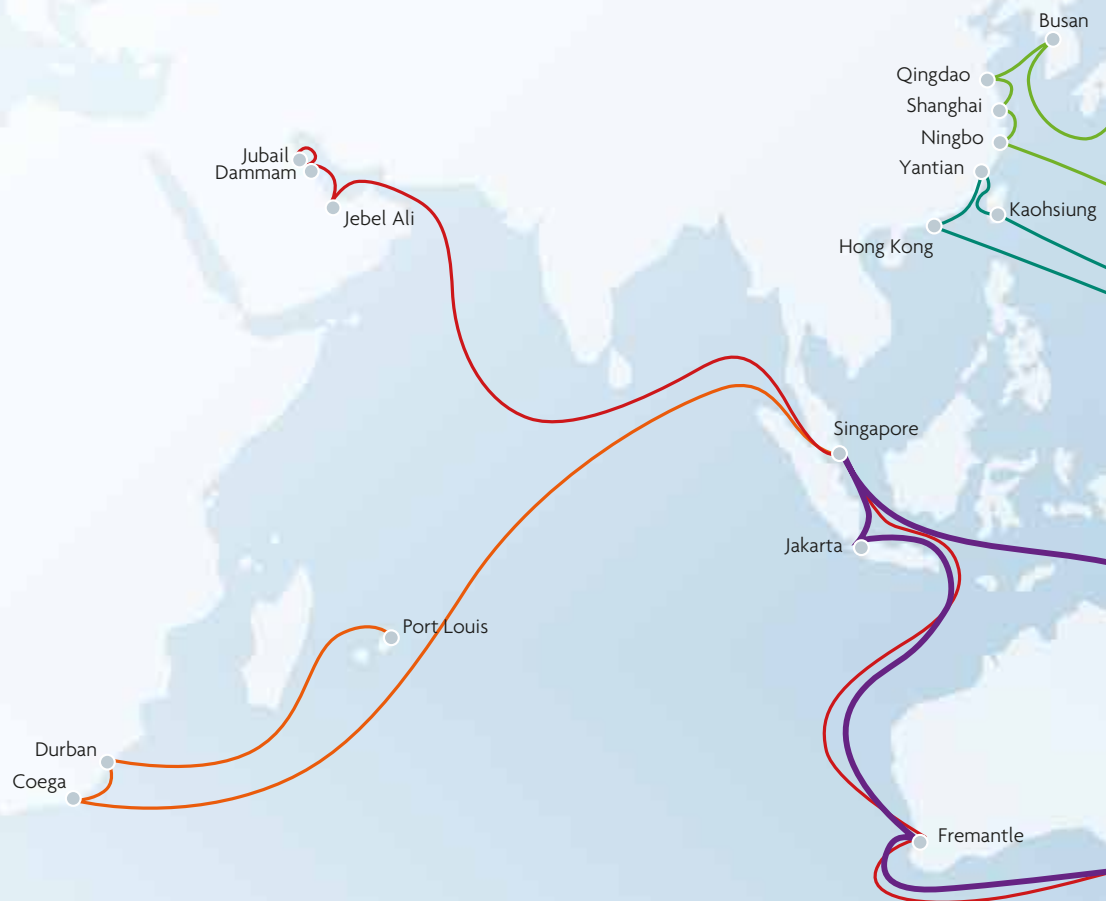 Busan
Qingdao
Shanghai
Ningbo
Yantian
Kaohsiung
Hong Kong
Jubail
Dammam
Jebel Ali
Singapore
Jakarta
Port Louis
Durban
Coega
Fremantle